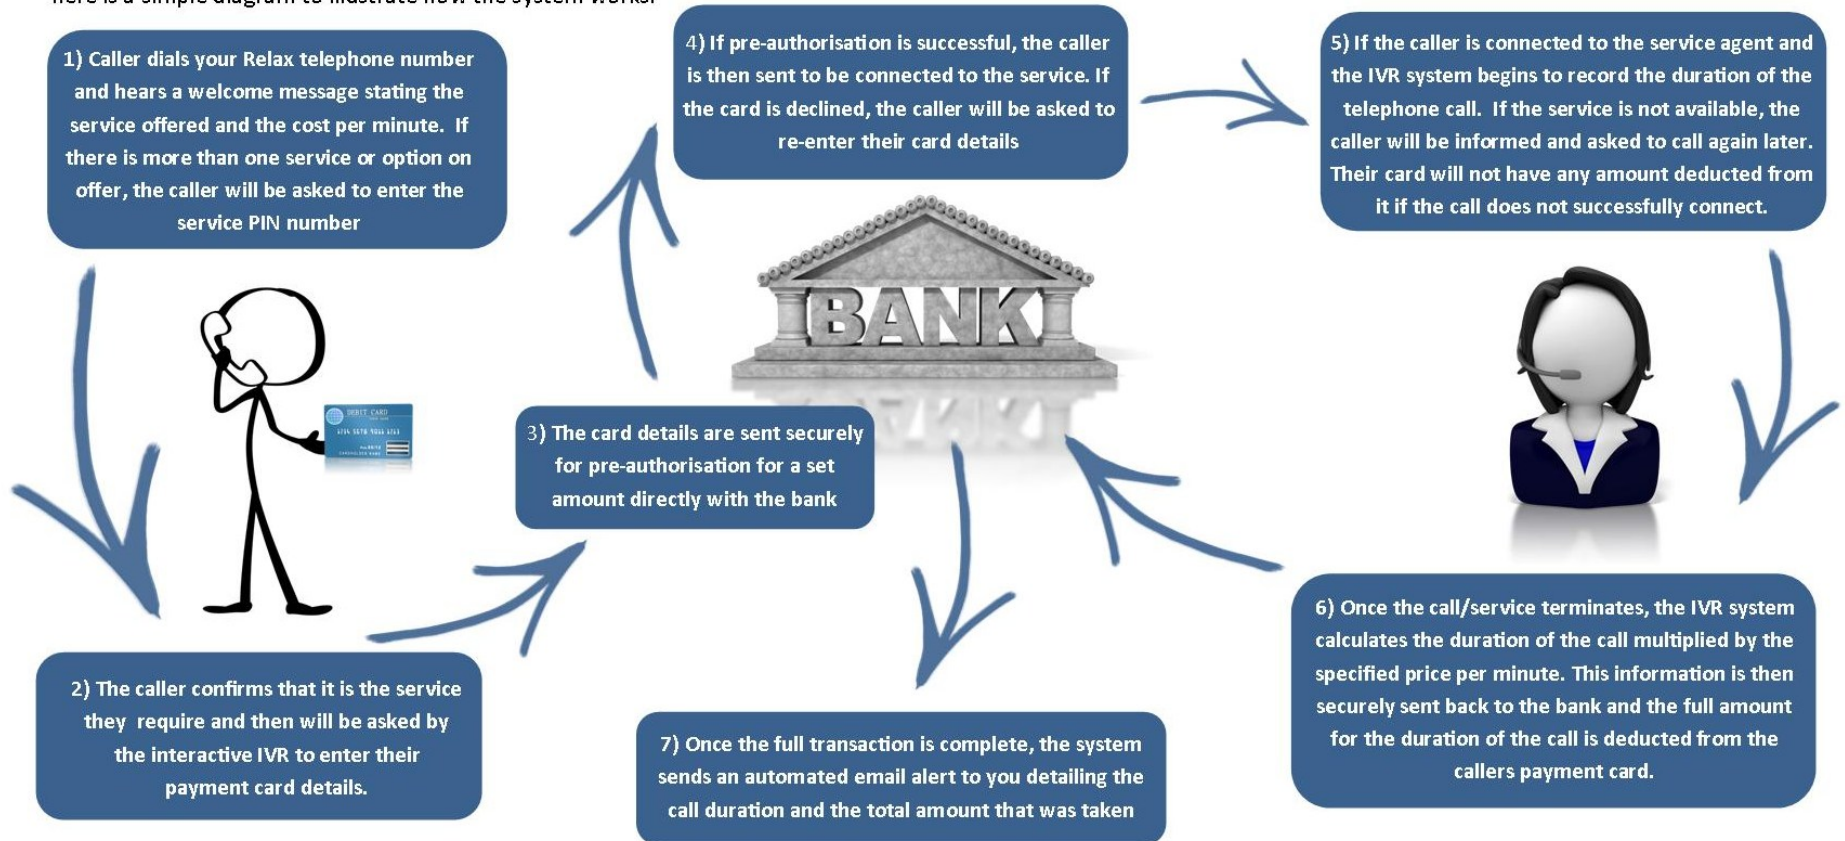 here is a simple diagram to illustrate how the system works:
1) Caller dials your Relax telephone number
and hears a welcome message stating the
service offered and the cost per minute. If
there is more than one service or option on
offer, the caller will be asked to enter the
service PIN number
2) The caller confirms that it is the service
they require and then will be asked by
the interactive IVR to enter their
payment card details.
3) The card details are sent securely
for pre-authorisation for a set
amount directly with the bank
4) If pre-authorisation is successful, the caller
is then sent to be connected to the service. If
the card is declined, the caller will be asked to
re-enter their card details
BANK
5) If the caller is connected to the service agent and
the IVR system begins to record the duration of the
telephone call. If the service is not available, the
caller will be informed and asked to call again later.
Their card will not have any amount deducted from
it if the call does not successfully connect.
6) Once the call/service terminates, the IVR system
calculates the duration of the call multiplied by the
specified price per minute. This information is then
securely sent back to the bank and the full amount
for the duration of the call is deducted from the
callers payment card.
7) Once the full transaction is complete, the system
sends an automated email alert to you detailing the
call duration and the total amount that was taken
DEBIT CARD